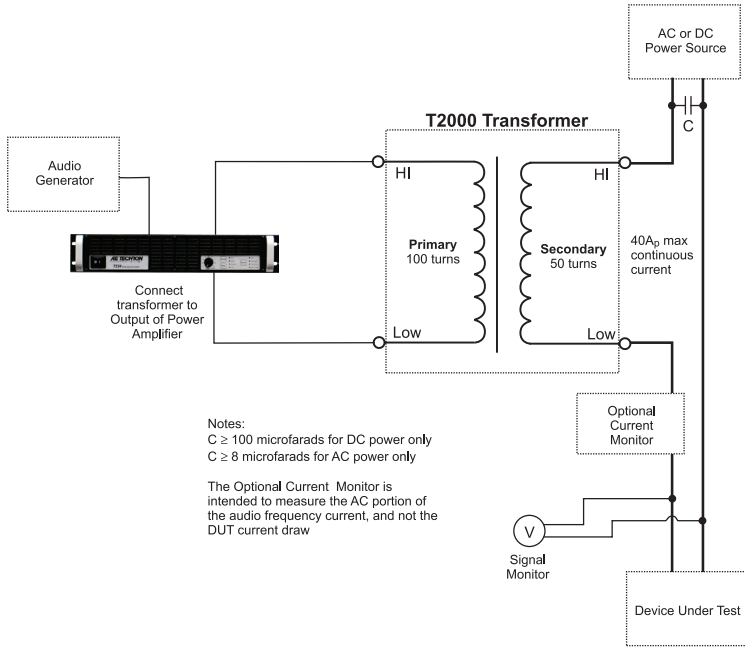 AC or DC
Power Source
C
T2000 Transformer
Audio
Generator
HI
HI
Primary
100 turns
Secondary
50 turns
40Ap max
continuous
current
AE TECHRON
Connect
transformer to
Output of Power
Amplifier
Low
Low
Optional
Current
Monitor
Notes:
C ≥ 100 microfarads for DC power only
C ≥ 8 microfarads for AC power only
The Optional Current Monitor is
intended to measure the AC portion of
the audio frequency current, and not the
DUT current draw
V
Signal
Monitor
Device Under Test